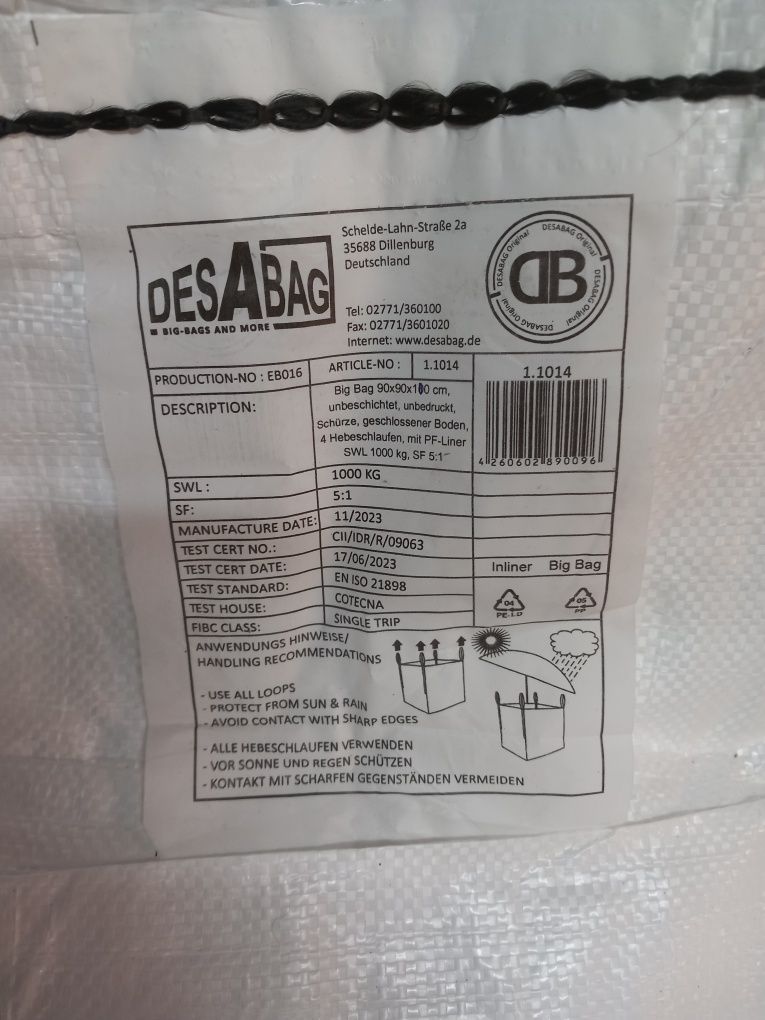 DESABAG
BIG-BAGS AND MORE
Schelde-Lahn-Straße 2a
35688 Dillenburg
Deutschland
Tel: 02771/360100
Fax: 02771/3601020
Internet: www.desabag.de
DESABAG Original DESABAG Original DESABAG Original DESABAG Original
DB
PRODUCTION-NO : EB016
ARTICLE-NO : 1.1014
1.1014
4 260602 890096
DESCRIPTION:
Big Bag 90x90x100 cm,
unbeschichtet, unbedruckt,
Schürze, geschlossener Boden,
4 Hebeschlaufen, mit PF-Liner
SWL 1000 kg, SF 5:1
SWL : 1000 KG
SF: 5:1
MANUFACTURE DATE: 11/2023
TEST CERT NO.: CII/IDR/R/09063
TEST CERT DATE: 17/06/2023
TEST STANDARD: EN ISO 21898
TEST HOUSE: COTECNA
FIBC CLASS: SINGLE TRIP
Inliner Big Bag
04 05
PE-LD PP
ANWENDUNGS HINWEISE/
HANDLING RECOMMENDATIONS
- USE ALL LOOPS
- PROTECT FROM SUN & RAIN
- AVOID CONTACT WITH SHARP EDGES
- ALLE HEBESCHLAUFEN VERWENDEN
- VOR SONNE UND REGEN SCHÜTZEN
- KONTAKT MIT SCHARFEN GEGENSTÄNDEN VERMEIDEN